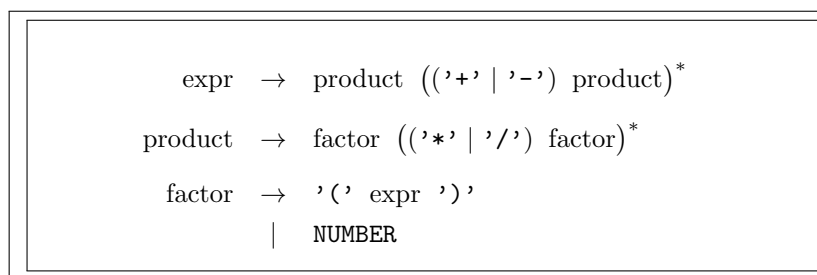 expr → product (('+' | '-') product)*
product → factor (('*' | '/') factor)*
factor → '(' expr ')'
| NUMBER